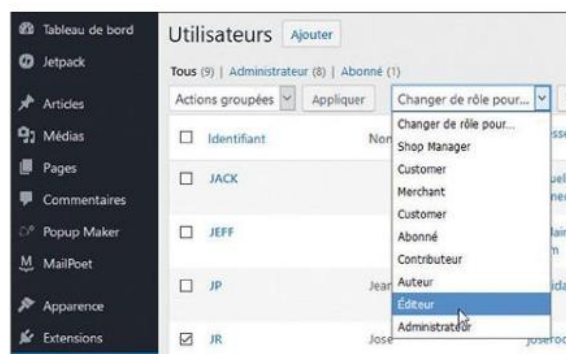 Tableau de bord
Jetpack
Articles
Médias
Pages
Commentaires
Popup Maker
MailPoet
Apparence
Extensions
Utilisateurs Ajouter
Tous (9) | Administrateur (8) | Abonné (1)
Actions groupées Appliquer Changer de rôle pour...
Identifiant
JACK
JEFF
JP
JR José
Changer de rôle pour...
Shop Manager
Customer
Merchant
Customer
Abonné
Contributeur
Auteur
Éditeur
Administrateur